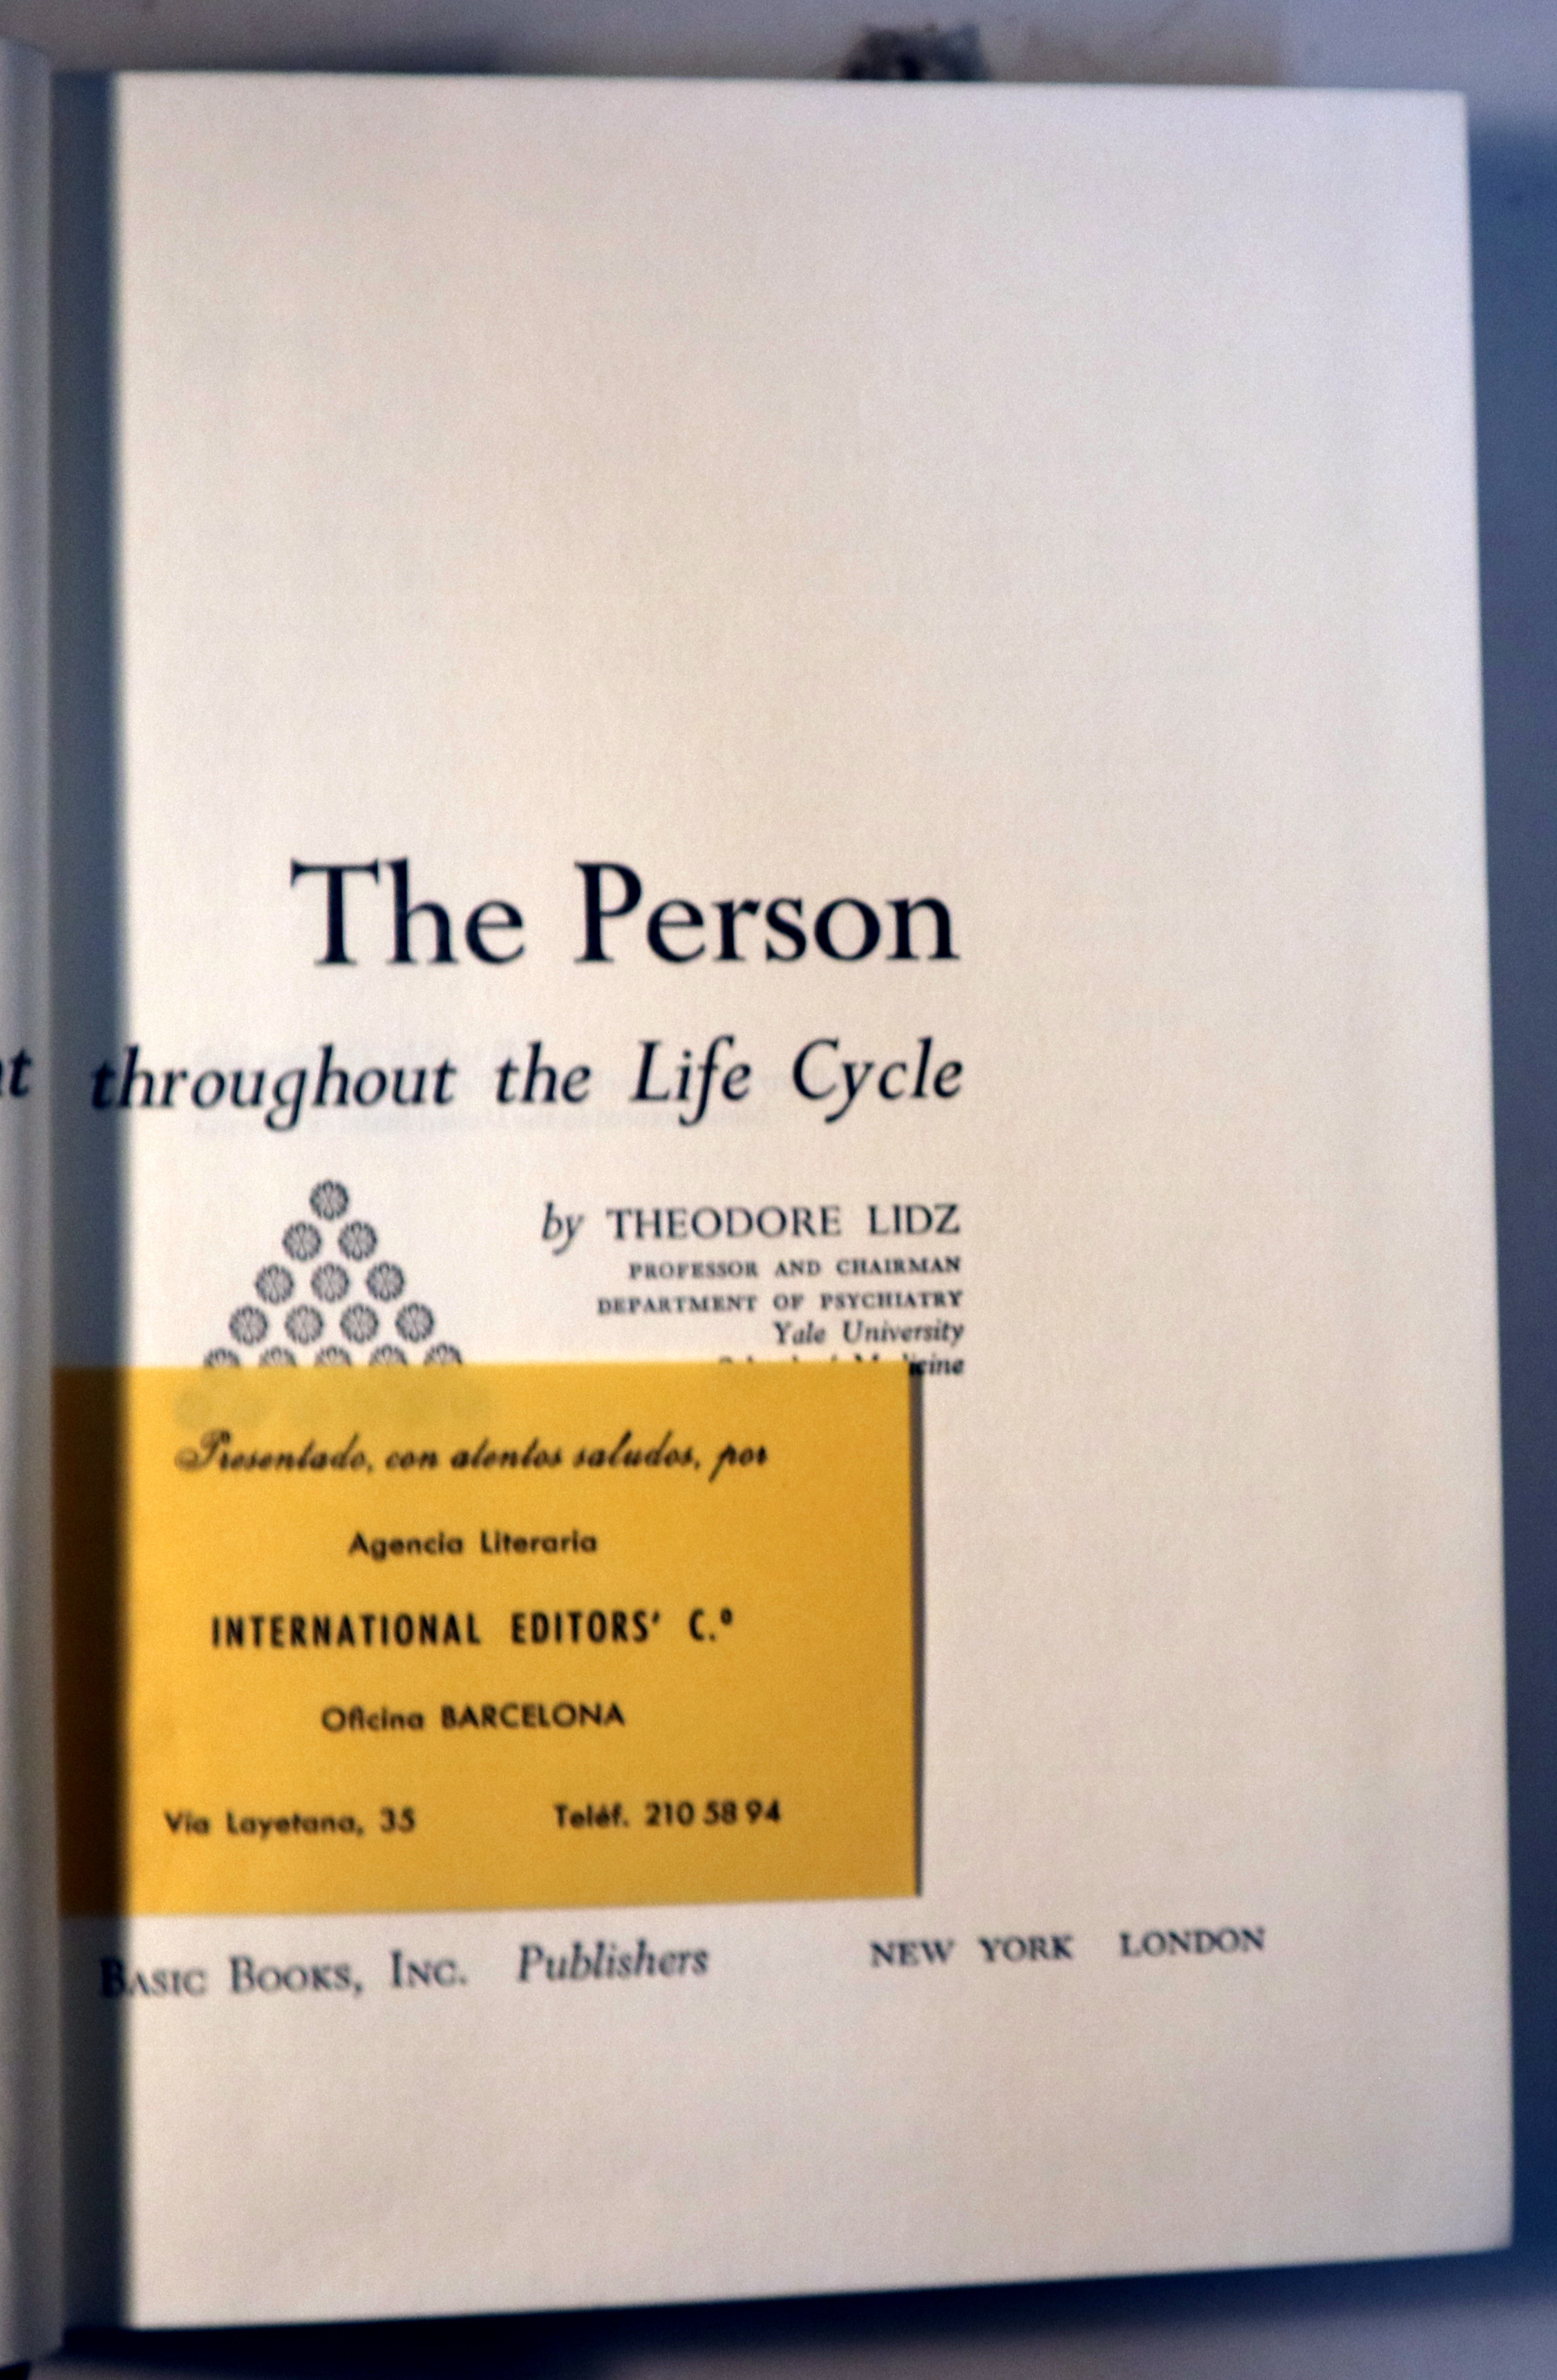 The Person
throughout the Life Cycle
by THEODORE LIDZ
PROFESSOR AND CHAIRMAN
DEPARTMENT OF PSYCHIATRY
Yale University
Presentado, con atentos saludos, por
Agencia Literaria
INTERNATIONAL EDITORS' C.º
Oficina BARCELONA
Vía Layetana, 35 Teléf. 210 58 94
BASIC BOOKS, INC. Publishers NEW YORK LONDON